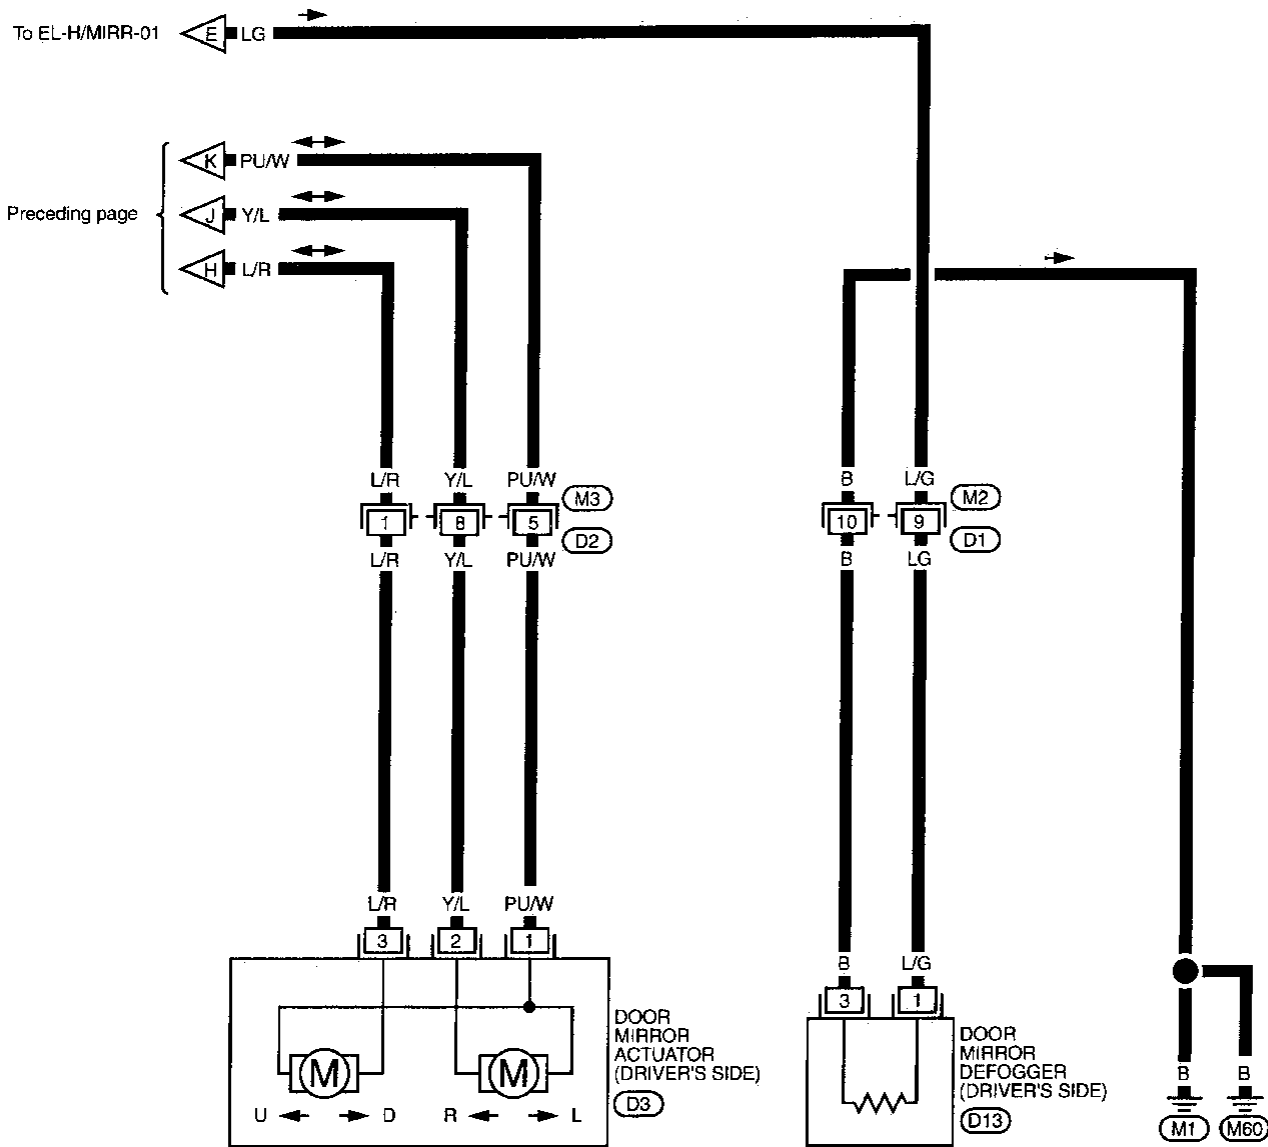 To EL-H/MIRR-01 E LG
K PU/W
Preceding page J Y/L
H L/R
L/R Y/L PU/W M3 B L/G M2
1 8 5 10 9
D2 D1
L/R Y/L PU/W B LG
L/R Y/L PU/W
3 2 1
B L/G
3 1
DOOR
MIRROR
ACTUATOR
(DRIVER'S SIDE)
D3
M M
U D R L
DOOR
MIRROR
DEFOGGER
(DRIVER'S SIDE)
D13
B B
M1 M60